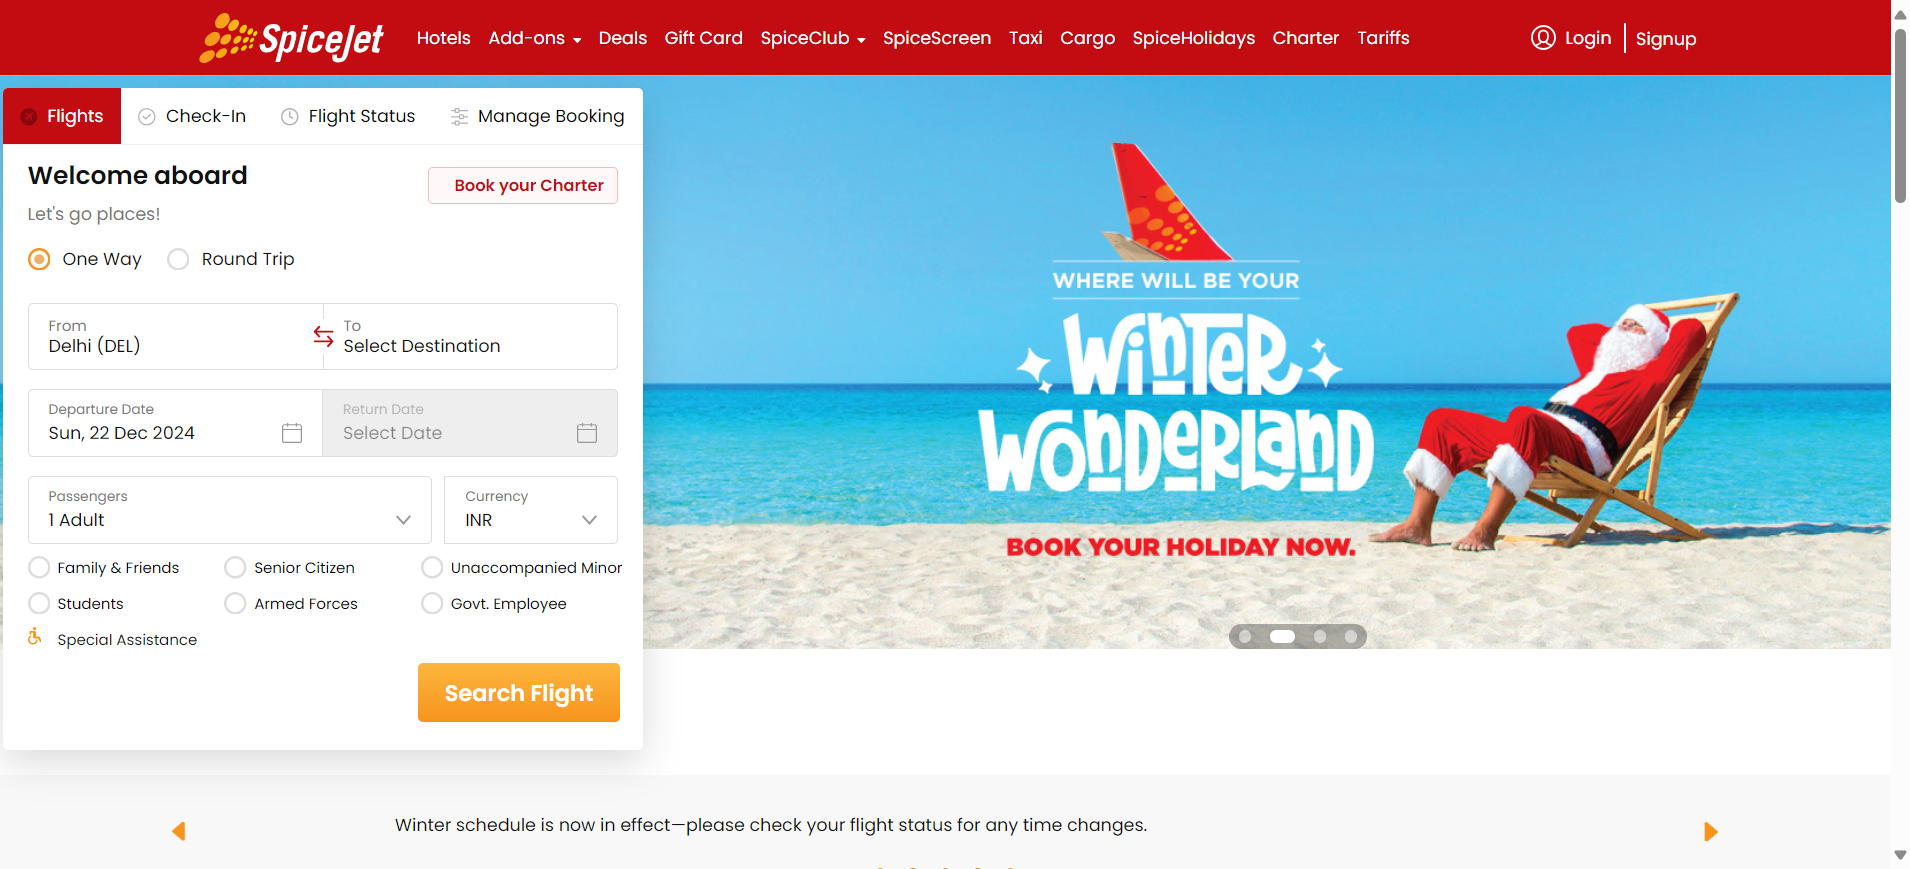 SpiceJet
Hotels Add-ons Deals Gift Card SpiceClub SpiceScreen Taxi Cargo SpiceHolidays Charter Tariffs
Login Signup
Flights Check-In Flight Status Manage Booking
Welcome aboard
Book your Charter
Let's go places!
One Way Round Trip
From
Delhi (DEL)
To
Select Destination
Departure Date
Sun, 22 Dec 2024
Return Date
Select Date
Passengers
1 Adult
Currency
INR
Family & Friends Senior Citizen Unaccompanied Minor
Students Armed Forces Govt. Employee
Special Assistance
Search Flight
WHERE WILL BE YOUR
WINTER
WONDERLAND
BOOK YOUR HOLIDAY NOW.
Winter schedule is now in effect—please check your flight status for any time changes.